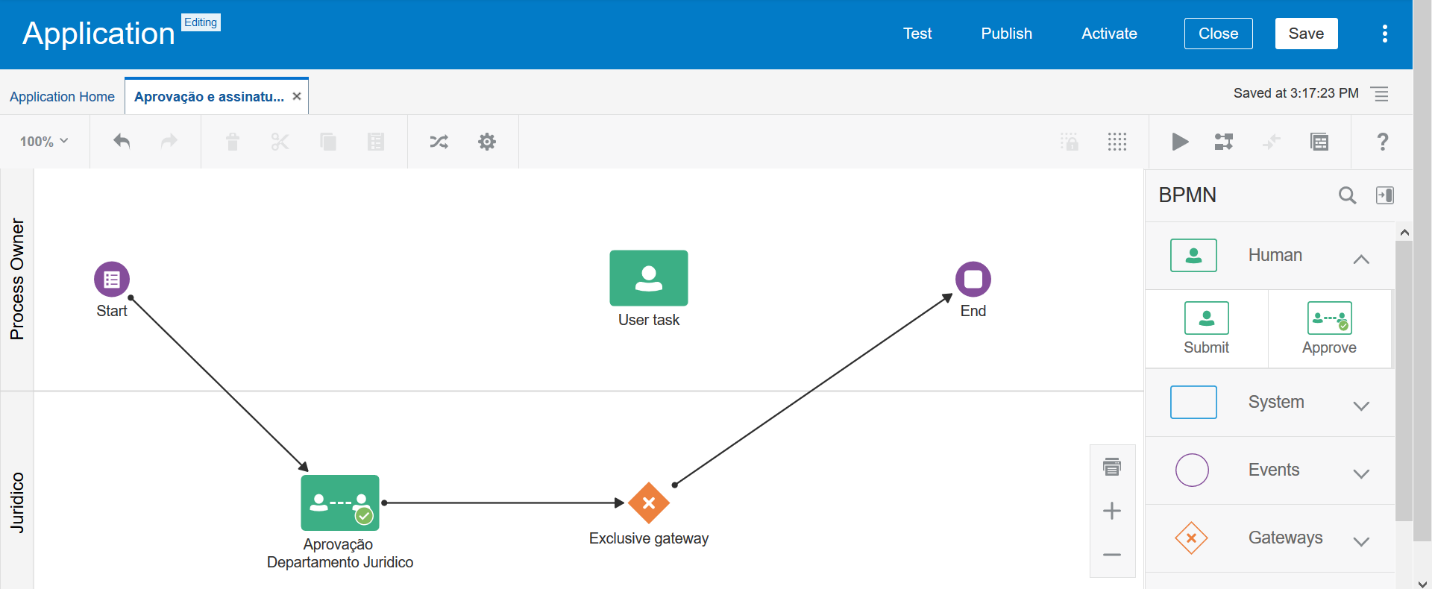 Application
Editing
Test
Publish
Activate
Close
Save
Application Home
Aprovação e assinatu...
Saved at 3:17:23 PM
100%
?
BPMN
Human
Submit
Approve
System
Events
Gateways
Process Owner
Start
User task
End
Juridico
Aprovação
Departamento Juridico
Exclusive gateway